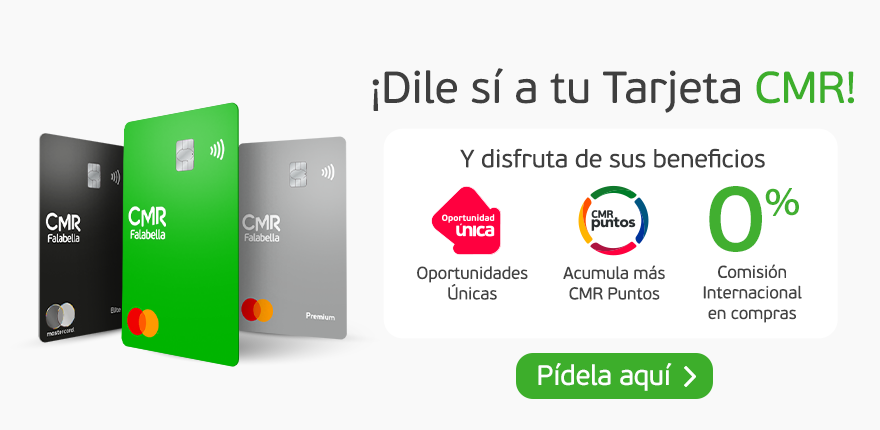 ¡Dile sí a tu Tarjeta CMR!
Y disfruta de sus beneficios
Oportunidad
única
Oportunidades
Únicas
CMR
puntos
Acumula más
CMR Puntos
0%
Comisión
Internacional
en compras
Pídela aquí
CMR
Falabella
mastercard
Elite
CMR
Falabella
CMR
Falabella
Premium